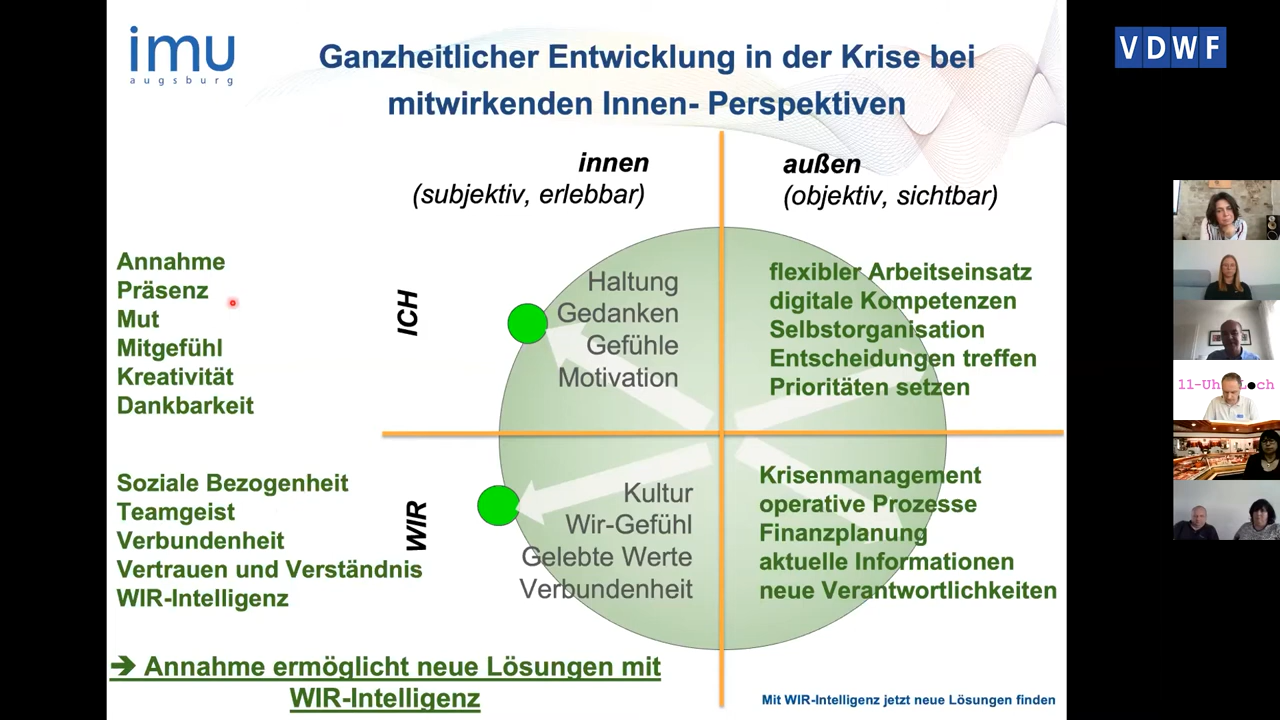 imu
augsburg
VDWF
Ganzheitlicher Entwicklung in der Krise bei
mitwirkenden Innen- Perspektiven
innen
(subjektiv, erlebbar)
außen
(objektiv, sichtbar)
Annahme
Präsenz
Mut
Mitgefühl
Kreativität
Dankbarkeit
ICH
Haltung
Gedanken
Gefühle
Motivation
flexibler Arbeitseinsatz
digitale Kompetenzen
Selbstorganisation
Entscheidungen treffen
Prioritäten setzen
Soziale Bezogenheit
Teamgeist
Verbundenheit
Vertrauen und Verständnis
WIR-Intelligenz
WIR
Kultur
Wir-Gefühl
Gelebte Werte
Verbundenheit
Krisenmanagement
operative Prozesse
Finanzplanung
aktuelle Informationen
neue Verantwortlichkeiten
➔ Annahme ermöglicht neue Lösungen mit
WIR-Intelligenz
Mit WIR-Intelligenz jetzt neue Lösungen finden